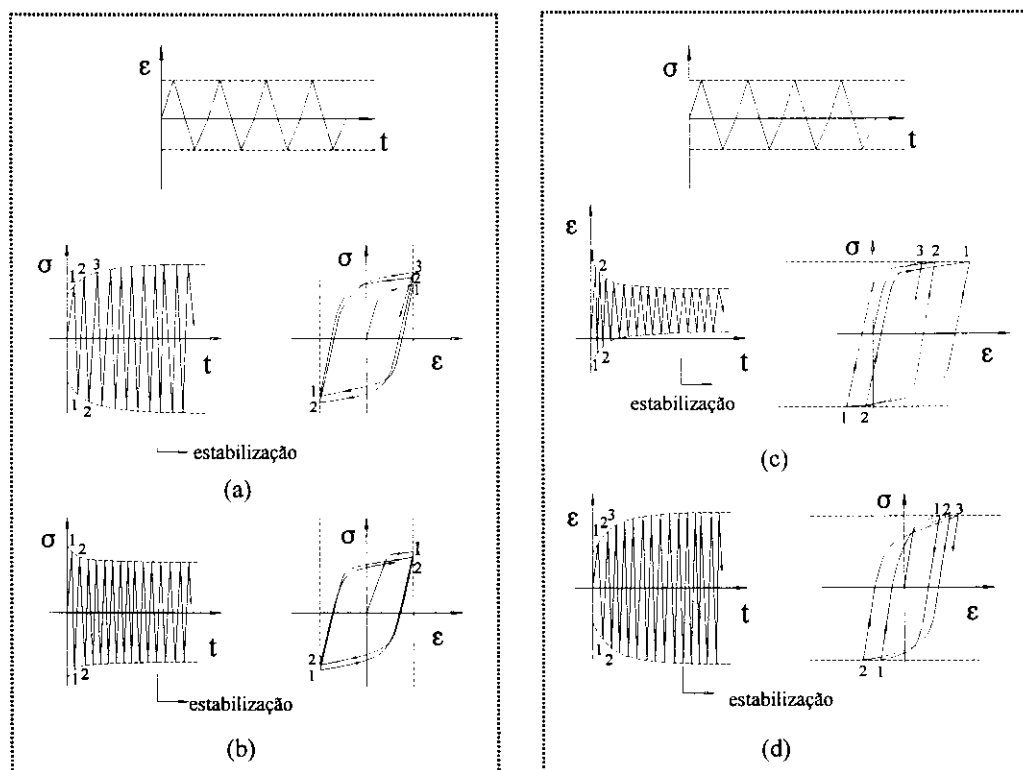 ε
t
σ
1 2 3
1
t
1 2
σ
3
2
1
ε
1
2
estabilização
(a)
σ
1
2
t
1 2
σ
1
2
ε
2
1
estabilização
(b)
σ
t
ε
1 2
t
1 2
estabilização
σ
3 2 1
ε
1 2
(c)
ε
1 2 3
t
1 2
σ
1 2 3
ε
2 1
estabilização
(d)